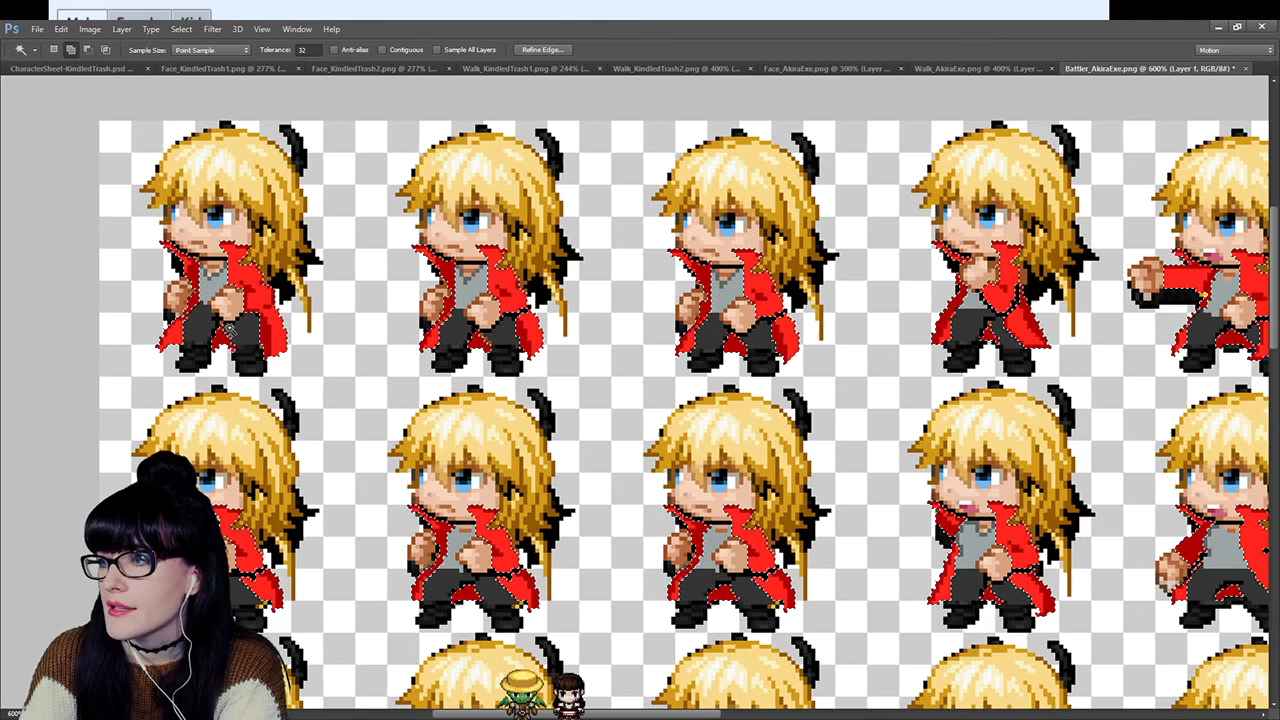 Ps File Edit Image Layer Type Select Filter 3D View Window Help
Sample Size: Point Sample Tolerance: 32 Anti-alias Contiguous Sample All Layers Refine Edge... Motion
CharacterSheet-KindledTrash.psd ... × Face_KindledTrash1.png @ 277% (... × Face_KindledTrash2.png @ 277% (... × Walk_KindledTrash1.png @ 244% (... × Walk_KindledTrash2.png @ 400% (... × Face_AkiraExe.png @ 300% (Layer ... × Walk_AkiraExe.png @ 400% (Layer ... × Battler_AkiraExe.png @ 600% (Layer 1, RGB/8#) * ×